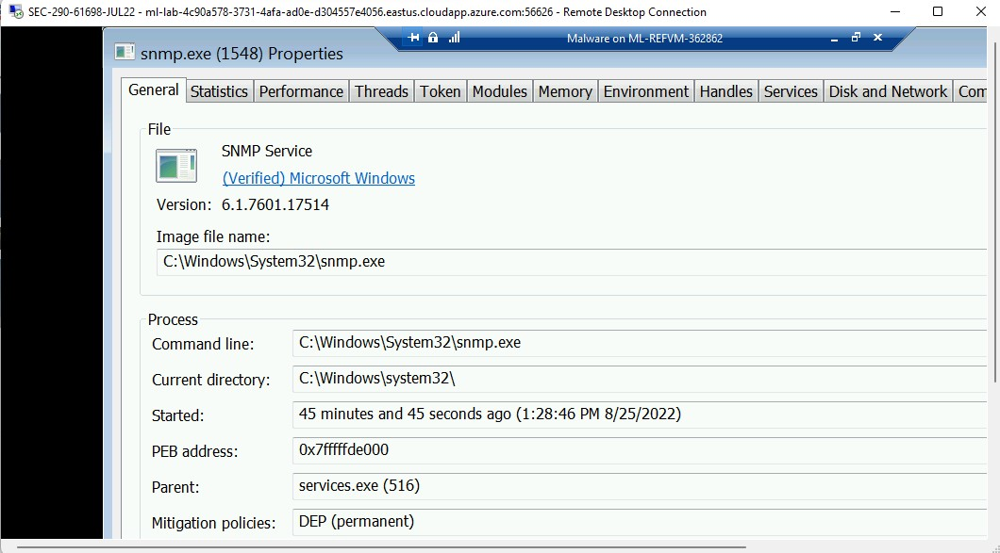 SEC-290-61698-JUL22 - ml-lab-4c90a578-3731-4afa-ad0e-d304557e4056.eastus.cloudapp.azure.com:56626 - Remote Desktop Connection
Malware on ML-REFVM-362862
snmp.exe (1548) Properties
General Statistics Performance Threads Token Modules Memory Environment Handles Services Disk and Network Com
File
SNMP Service
(Verified) Microsoft Windows
Version: 6.1.7601.17514
Image file name:
C:\Windows\System32\snmp.exe
Process
Command line: C:\Windows\System32\snmp.exe
Current directory: C:\Windows\system32\
Started: 45 minutes and 45 seconds ago (1:28:46 PM 8/25/2022)
PEB address: 0x7fffffde000
Parent: services.exe (516)
Mitigation policies: DEP (permanent)